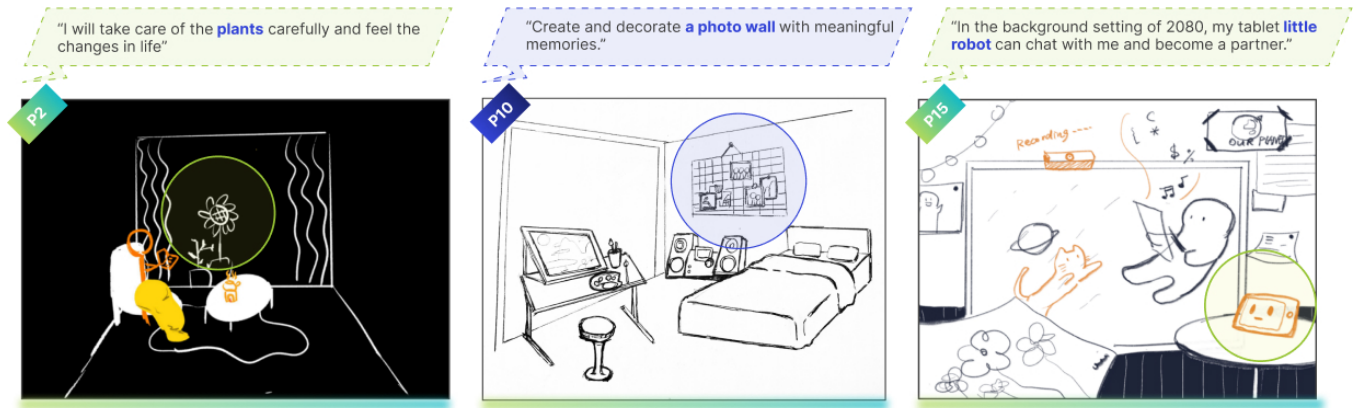 “I will take care of the plants carefully and feel the
changes in life”
“Create and decorate a photo wall with meaningful
memories.”
“In the background setting of 2080, my tablet little
robot can chat with me and become a partner.”
P2
P10
P15
Recording ----
$ %
OUR